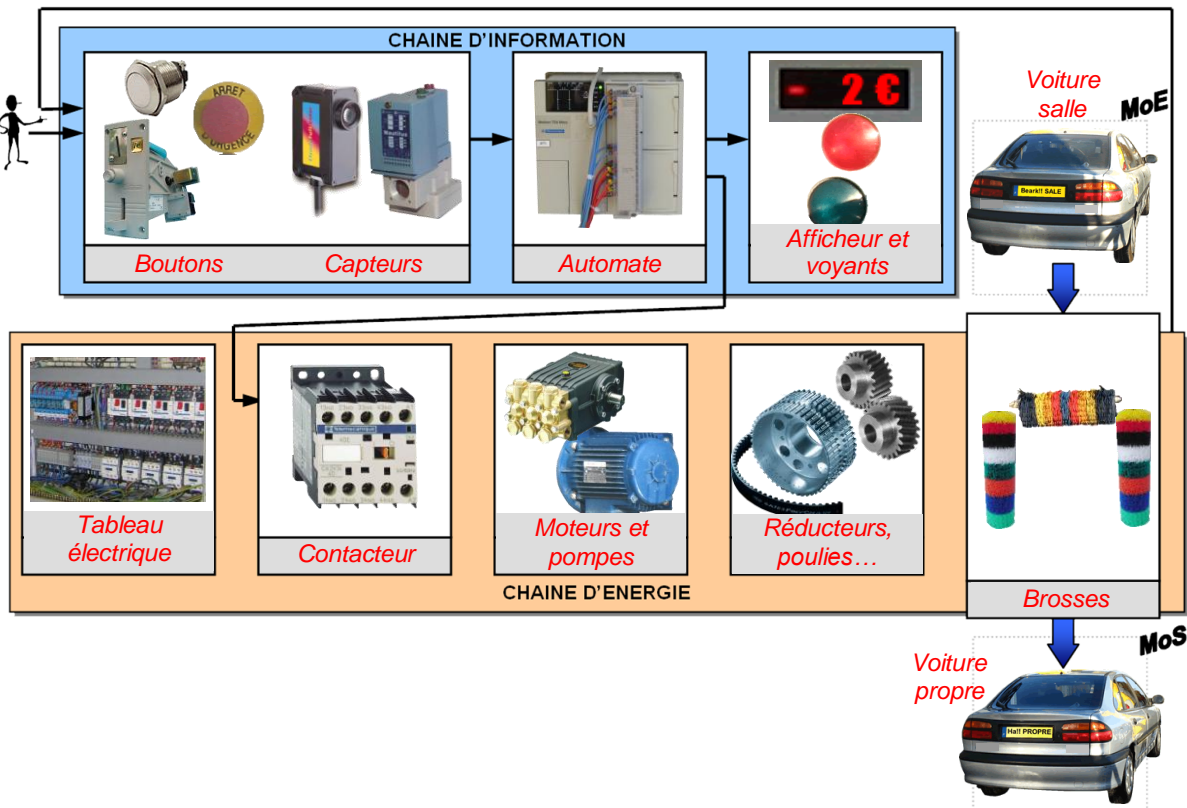 CHAINE D'INFORMATION
ARRET
D'URGENCE
2 €
Boutons
Capteurs
Automate
Afficheur et
voyants
Voiture
salle
MoE
Beark!! SALE
Tableau
électrique
Telemecanique
Contacteur
Moteurs et
pompes
Réducteurs,
poulies…
Brosses
CHAINE D'ENERGIE
MoS
Voiture
propre
Ha!! PROPRE